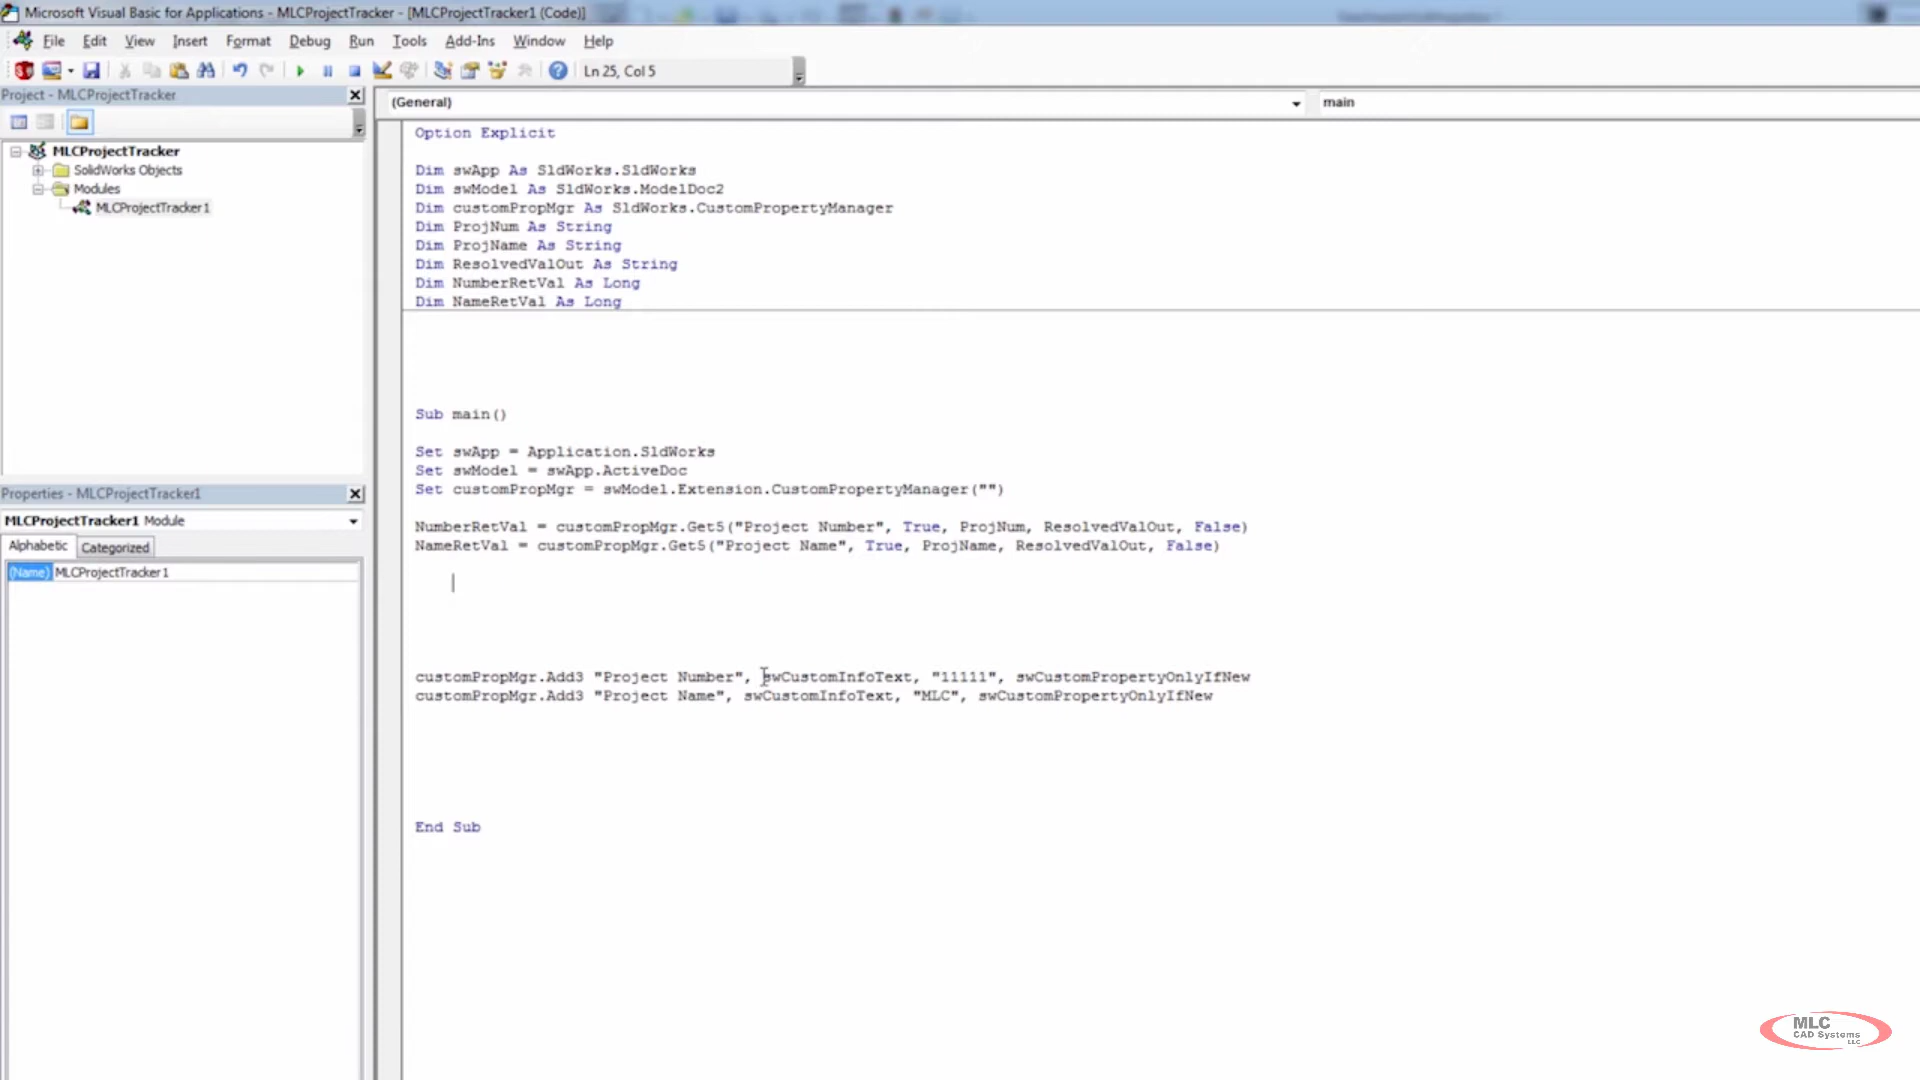 Microsoft Visual Basic for Applications - MLCProjectTracker - [MLCProjectTracker1 (Code)]
File Edit View Insert Format Debug Run Tools Add-Ins Window Help
Ln 25, Col 5
Project - MLCProjectTracker
MLCProjectTracker
SolidWorks Objects
Modules
MLCProjectTracker1
Properties - MLCProjectTracker1
MLCProjectTracker1 Module
Alphabetic Categorized
(Name) MLCProjectTracker1
(General) main
Option Explicit
Dim swApp As SldWorks.SldWorks
Dim swModel As SldWorks.ModelDoc2
Dim customPropMgr As SldWorks.CustomPropertyManager
Dim ProjNum As String
Dim ProjName As String
Dim ResolvedValOut As String
Dim NumberRetVal As Long
Dim NameRetVal As Long
Sub main()
Set swApp = Application.SldWorks
Set swModel = swApp.ActiveDoc
Set customPropMgr = swModel.Extension.CustomPropertyManager("")
NumberRetVal = customPropMgr.Get5("Project Number", True, ProjNum, ResolvedValOut, False)
NameRetVal = customPropMgr.Get5("Project Name", True, ProjName, ResolvedValOut, False)
customPropMgr.Add3 "Project Number", swCustomInfoText, "11111", swCustomPropertyOnlyIfNew
customPropMgr.Add3 "Project Name", swCustomInfoText, "MLC", swCustomPropertyOnlyIfNew
End Sub
MLC
CAD Systems
LLC